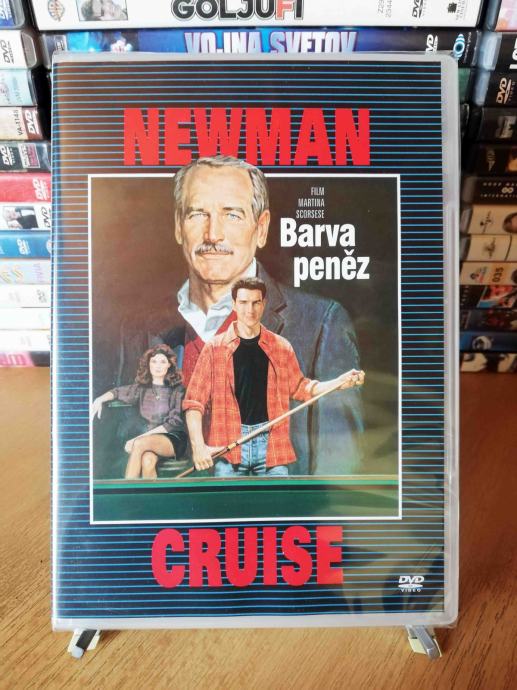 GOLJUFI
VOJNA SVETOV
NEWMAN
FILM
MARTINA
SCORSESE
Barva
peněz
CRUISE
DVD
VIDEO